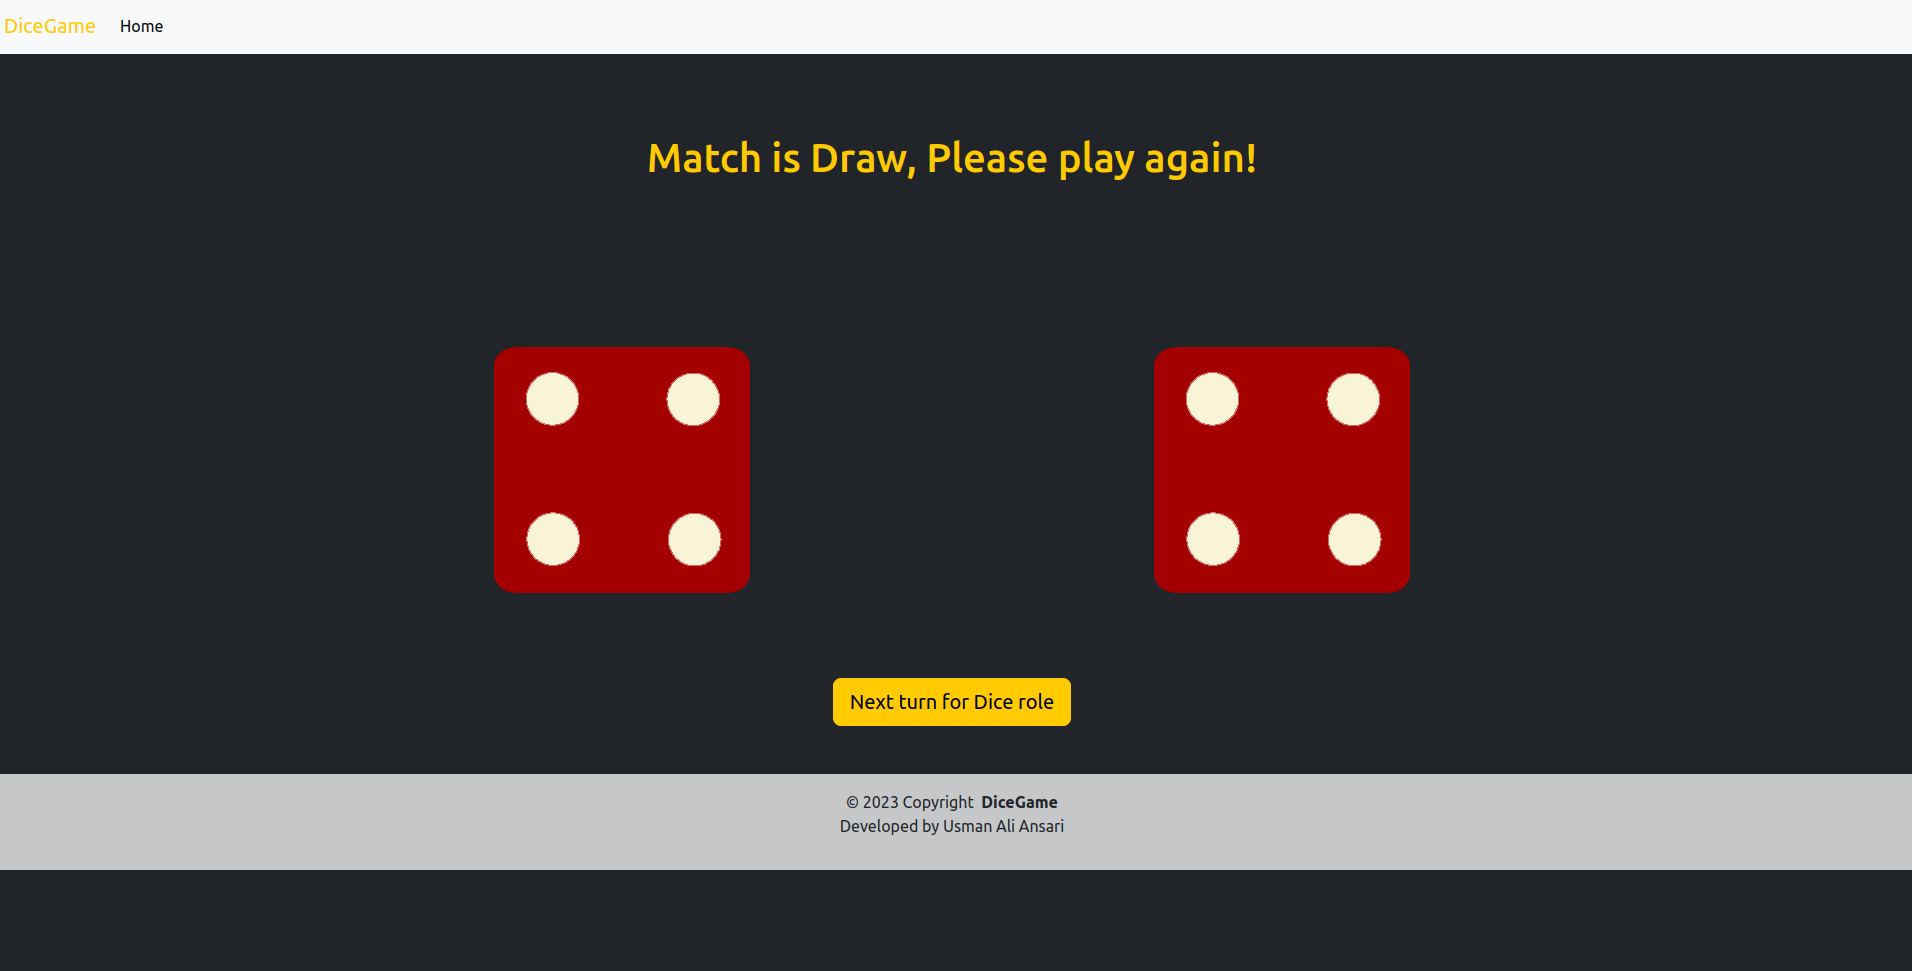 DiceGame Home
Match is Draw, Please play again!
Next turn for Dice role
© 2023 Copyright DiceGame
Developed by Usman Ali Ansari